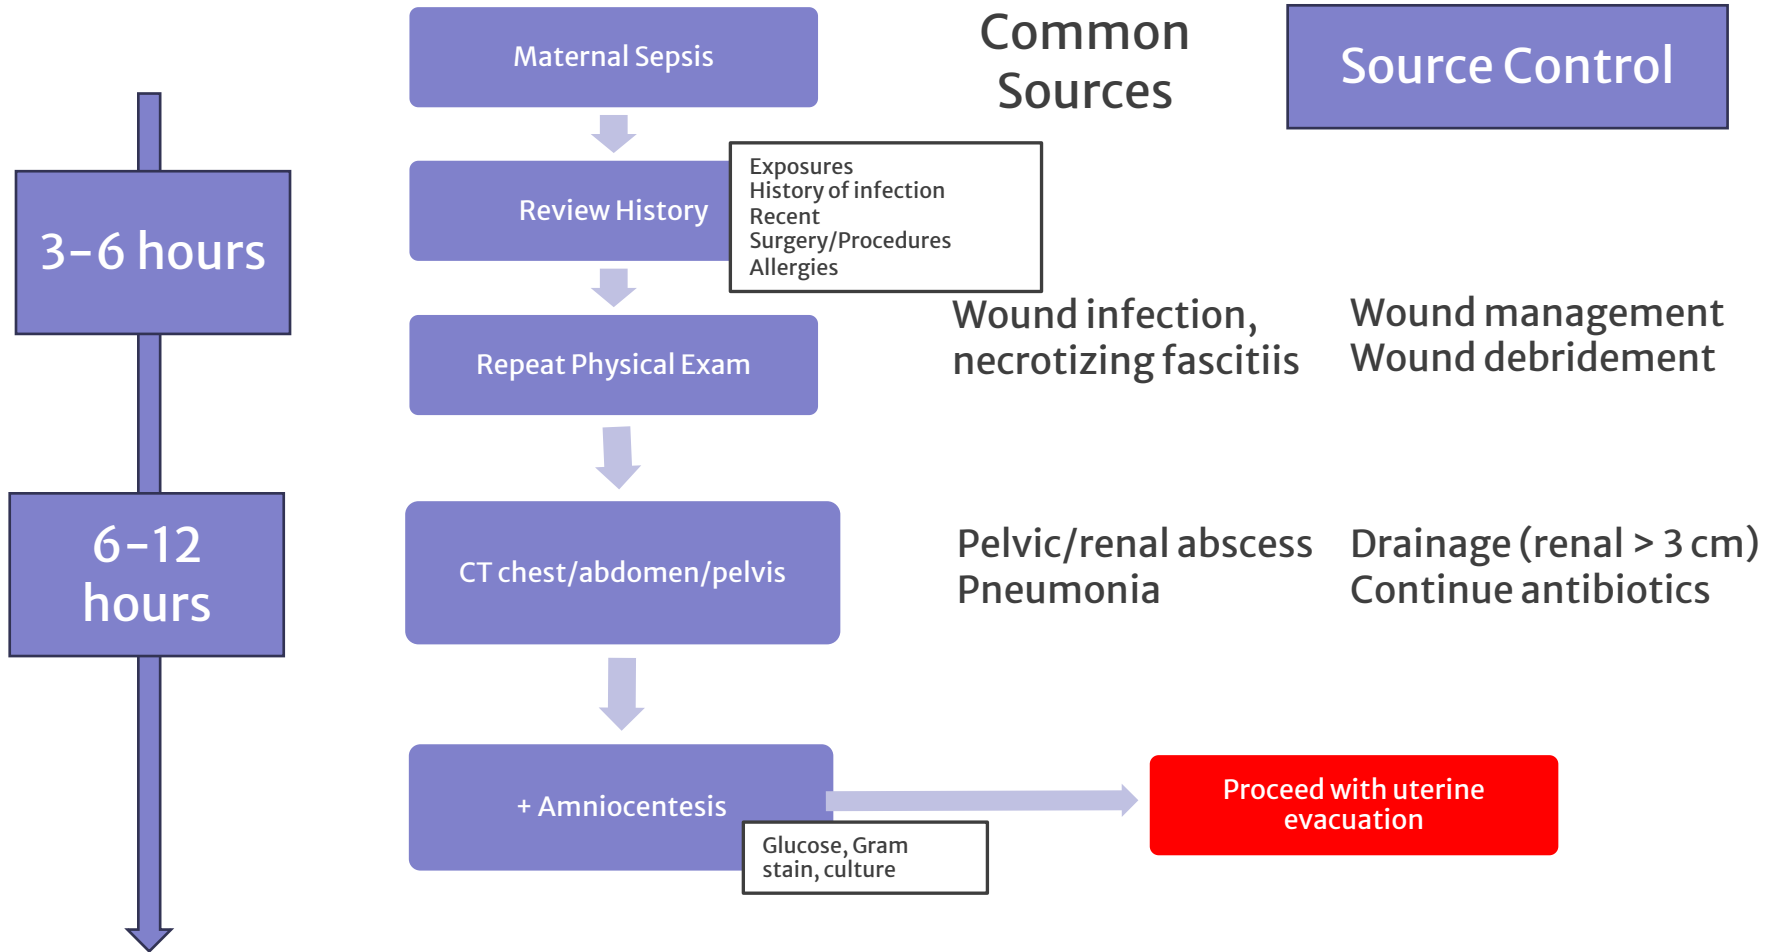 Maternal Sepsis
Common
Sources
Source Control
3-6 hours
Review History
Exposures
History of infection
Recent
Surgery/Procedures
Allergies
Repeat Physical Exam
Wound infection,
necrotizing fascitiis
Wound management
Wound debridement
6-12
hours
CT chest/abdomen/pelvis
Pelvic/renal abscess
Pneumonia
Drainage (renal > 3 cm)
Continue antibiotics
+ Amniocentesis
Glucose, Gram
stain, culture
Proceed with uterine
evacuation